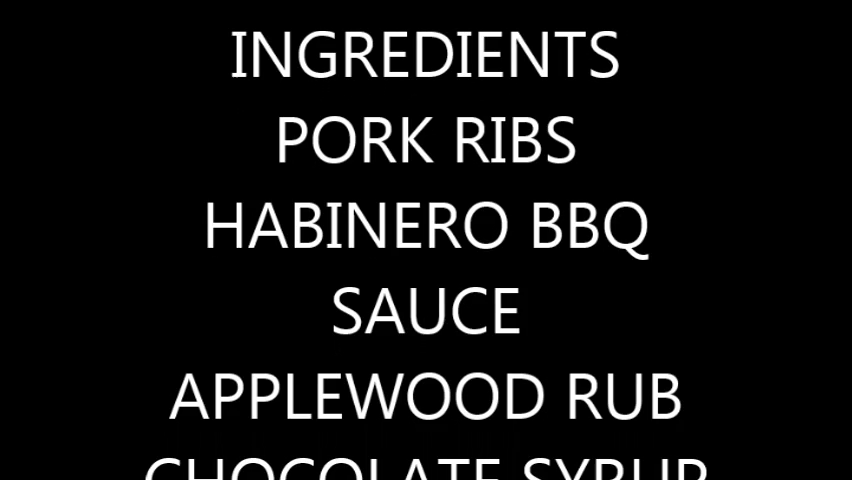 INGREDIENTS
PORK RIBS
HABINERO BBQ
SAUCE
APPLEWOOD RUB
CHOCOLATE SYRUP